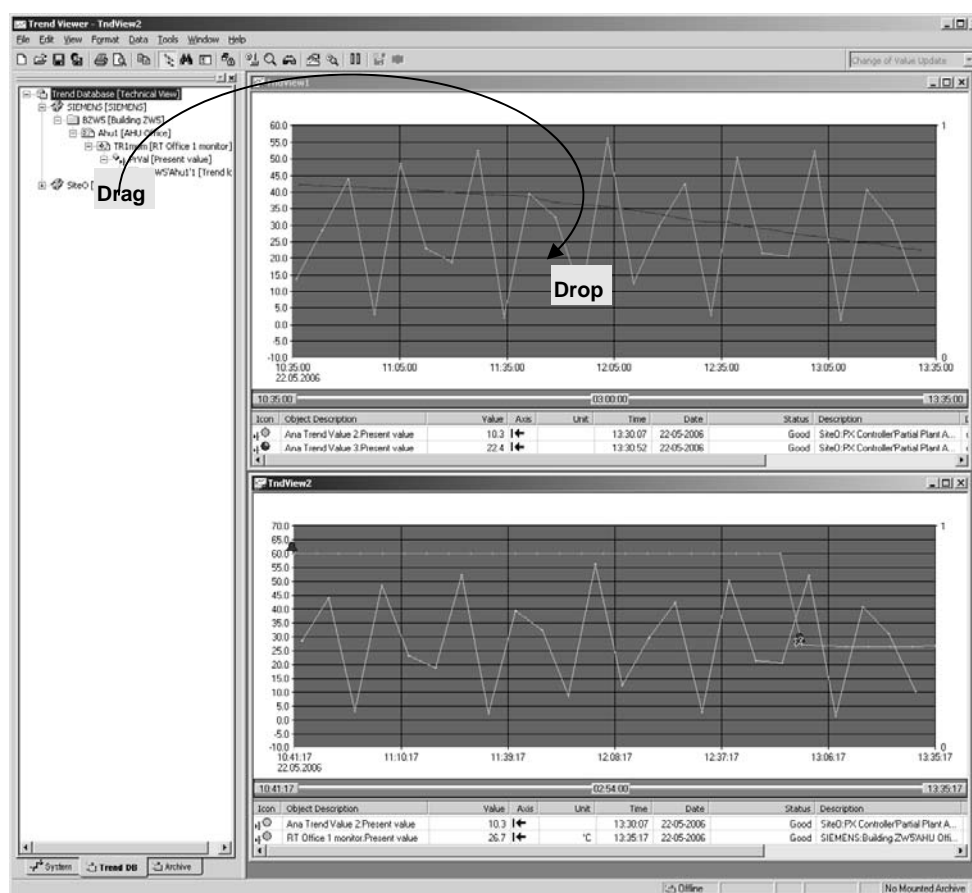 Trend Viewer - TndView2
File Edit View Format Data Tools Window Help
Change of Value Update
Trend Database [Technical View]
SIEMENS [SIEMENS]
BZW5 [Building ZW5]
Ahu1 [AHU Office]
TR1mom [RT Office 1 monitor]
PrVal [Present value]
W5'Ahu1'1 [Trend k
SiteO [
Drag
TndView1
60.0
55.0
50.0
45.0
40.0
35.0
30.0
25.0
20.0
15.0
10.0
5.0
0.0
-5.0
-10.0
1
0
Drop
10:35:00 11:05:00 11:35:00 12:05:00 12:35:00 13:05:00 13:35:00
22.05.2006
10:35:00 03:00:00 13:35:00
Icon Object Description Value Axis Unit Time Date Status Description
Ana Trend Value 2.Present value 10.3 13:30:07 22-05-2006 Good SiteO:PX Controller'Partial Plant A...
Ana Trend Value 3.Present value 22.4 13:30:52 22-05-2006 Good SiteO:PX Controller'Partial Plant A...
TndView2
70.0
65.0
60.0
55.0
50.0
45.0
40.0
35.0
30.0
25.0
20.0
15.0
10.0
5.0
0.0
-5.0
-10.0
1
0
10:41:17 11:10:17 11:39:17 12:08:17 12:37:17 13:06:17 13:35:17
22.05.2006
10:41:17 02:54:00 13:35:17
Icon Object Description Value Axis Unit Time Date Status Description
Ana Trend Value 2.Present value 10.3 13:30:07 22-05-2006 Good SiteO:PX Controller'Partial Plant A...
RT Office 1 monitor.Present value 26.7 °C 13:35:17 22-05-2006 Good SIEMENS:Building ZW5'AHU Offi...
System Trend DB Archive
Offline No Mounted Archive